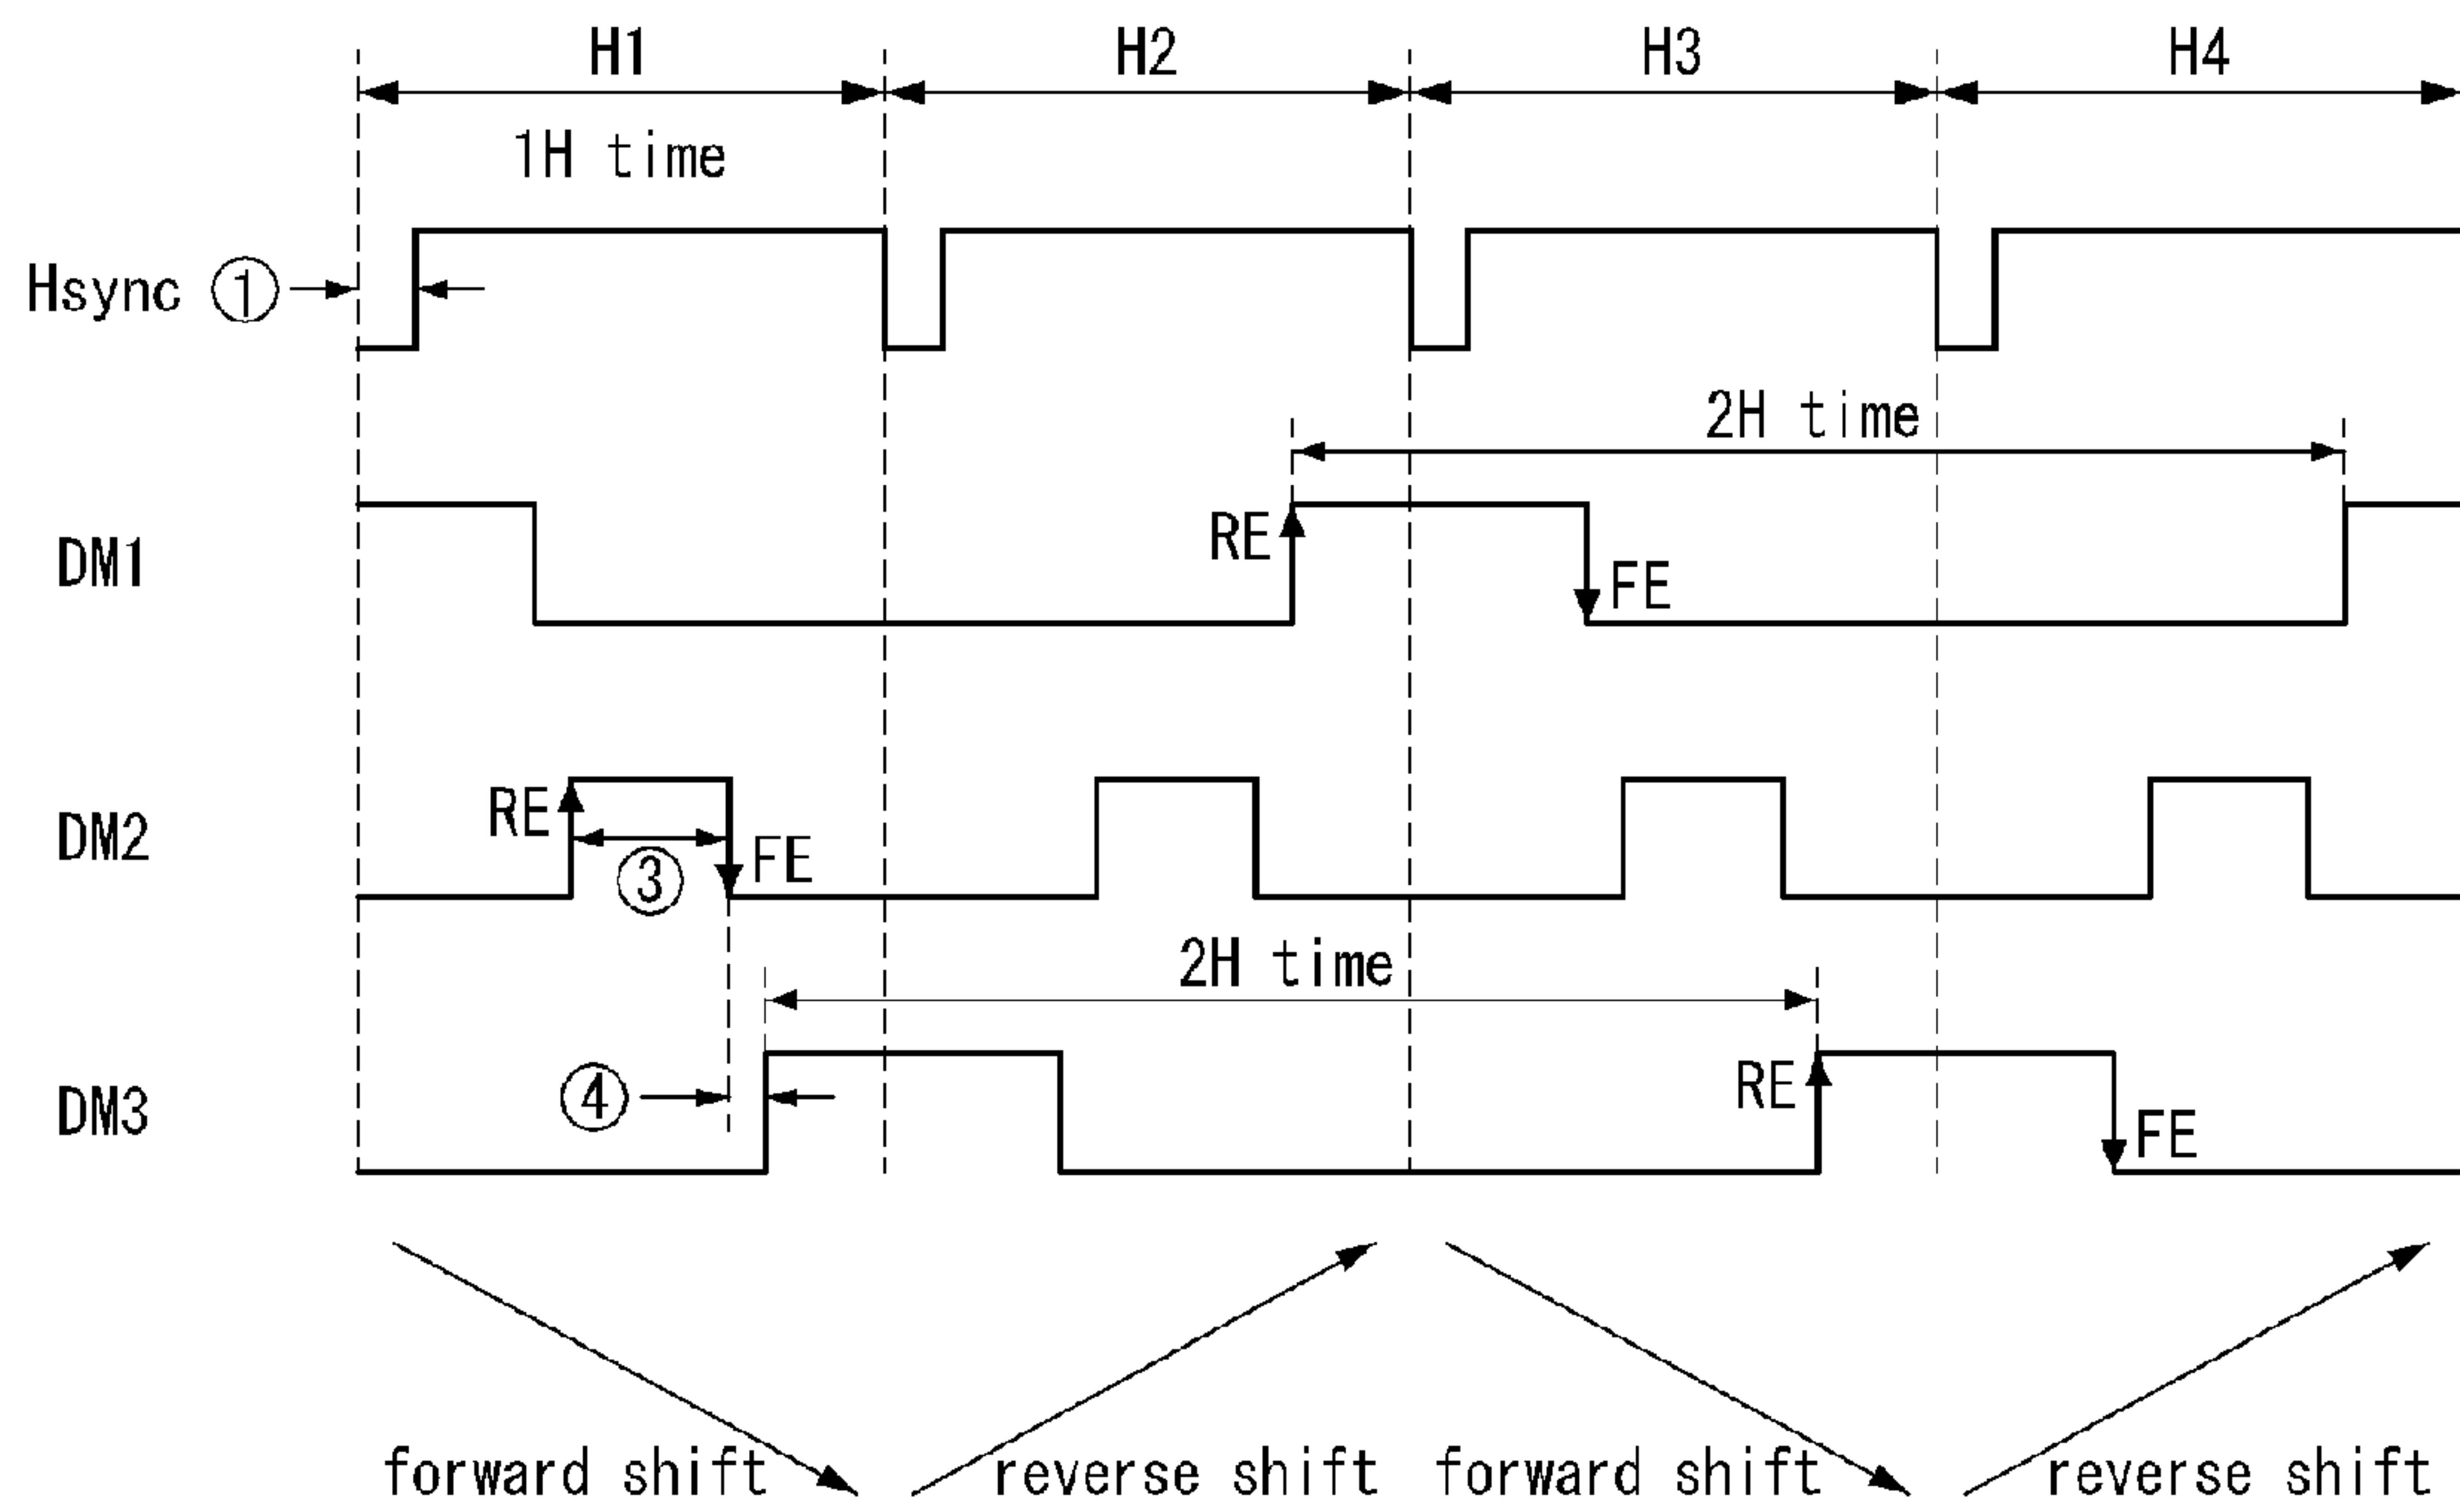 H1 H2 H3 H4
1H time
Hsync ①
2H time
DM1 RE FE
DM2 RE ③ FE
2H time
DM3 ④ RE FE
forward shift reverse shift forward shift reverse shift